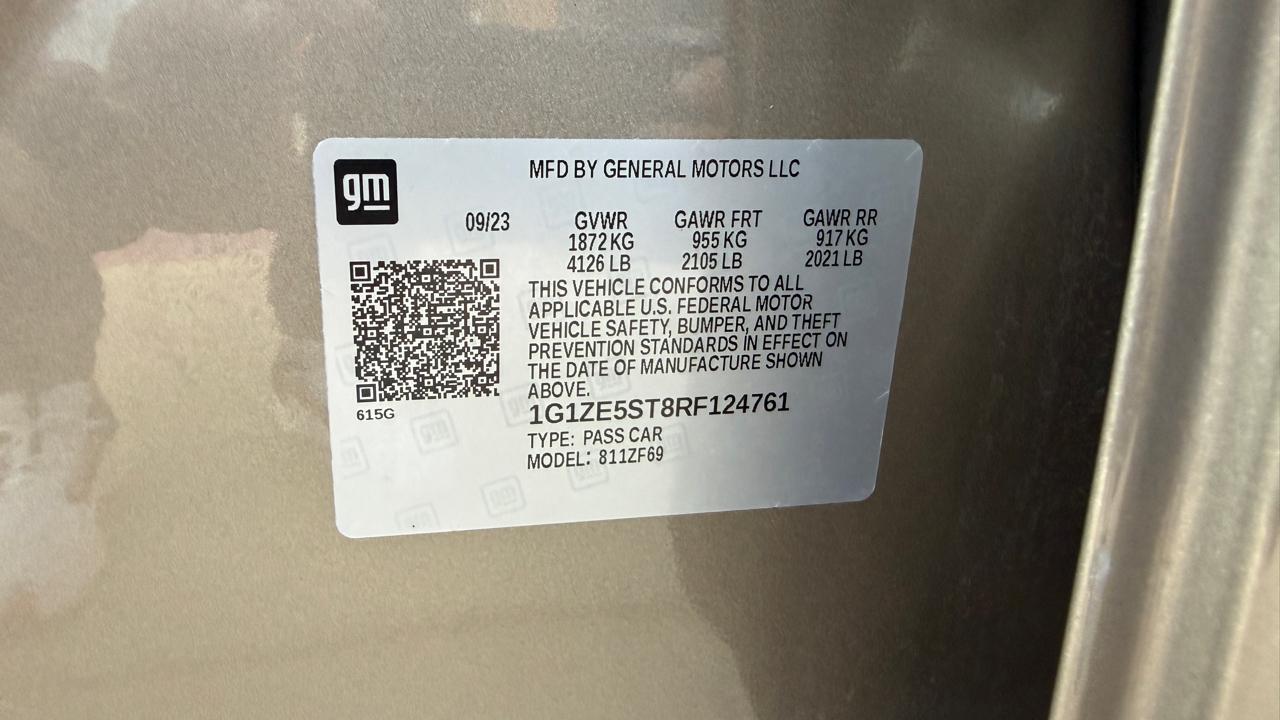 gm
MFD BY GENERAL MOTORS LLC
09/23 GVWR GAWR FRT GAWR RR
1872 KG 955 KG 917 KG
4126 LB 2105 LB 2021 LB
THIS VEHICLE CONFORMS TO ALL
APPLICABLE U.S. FEDERAL MOTOR
VEHICLE SAFETY, BUMPER, AND THEFT
PREVENTION STANDARDS IN EFFECT ON
THE DATE OF MANUFACTURE SHOWN
ABOVE.
615G
1G1ZE5ST8RF124761
TYPE: PASS CAR
MODEL: 811ZF69